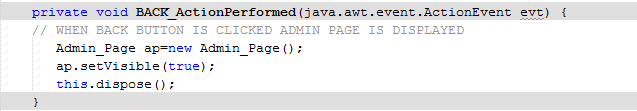 private void BACK_ActionPerformed(java.awt.event.ActionEvent evt) {
// WHEN BACK BUTTON IS CLICKED ADMIN PAGE IS DISPLAYED
Admin_Page ap=new Admin_Page();
ap.setVisible(true);
this.dispose();
}